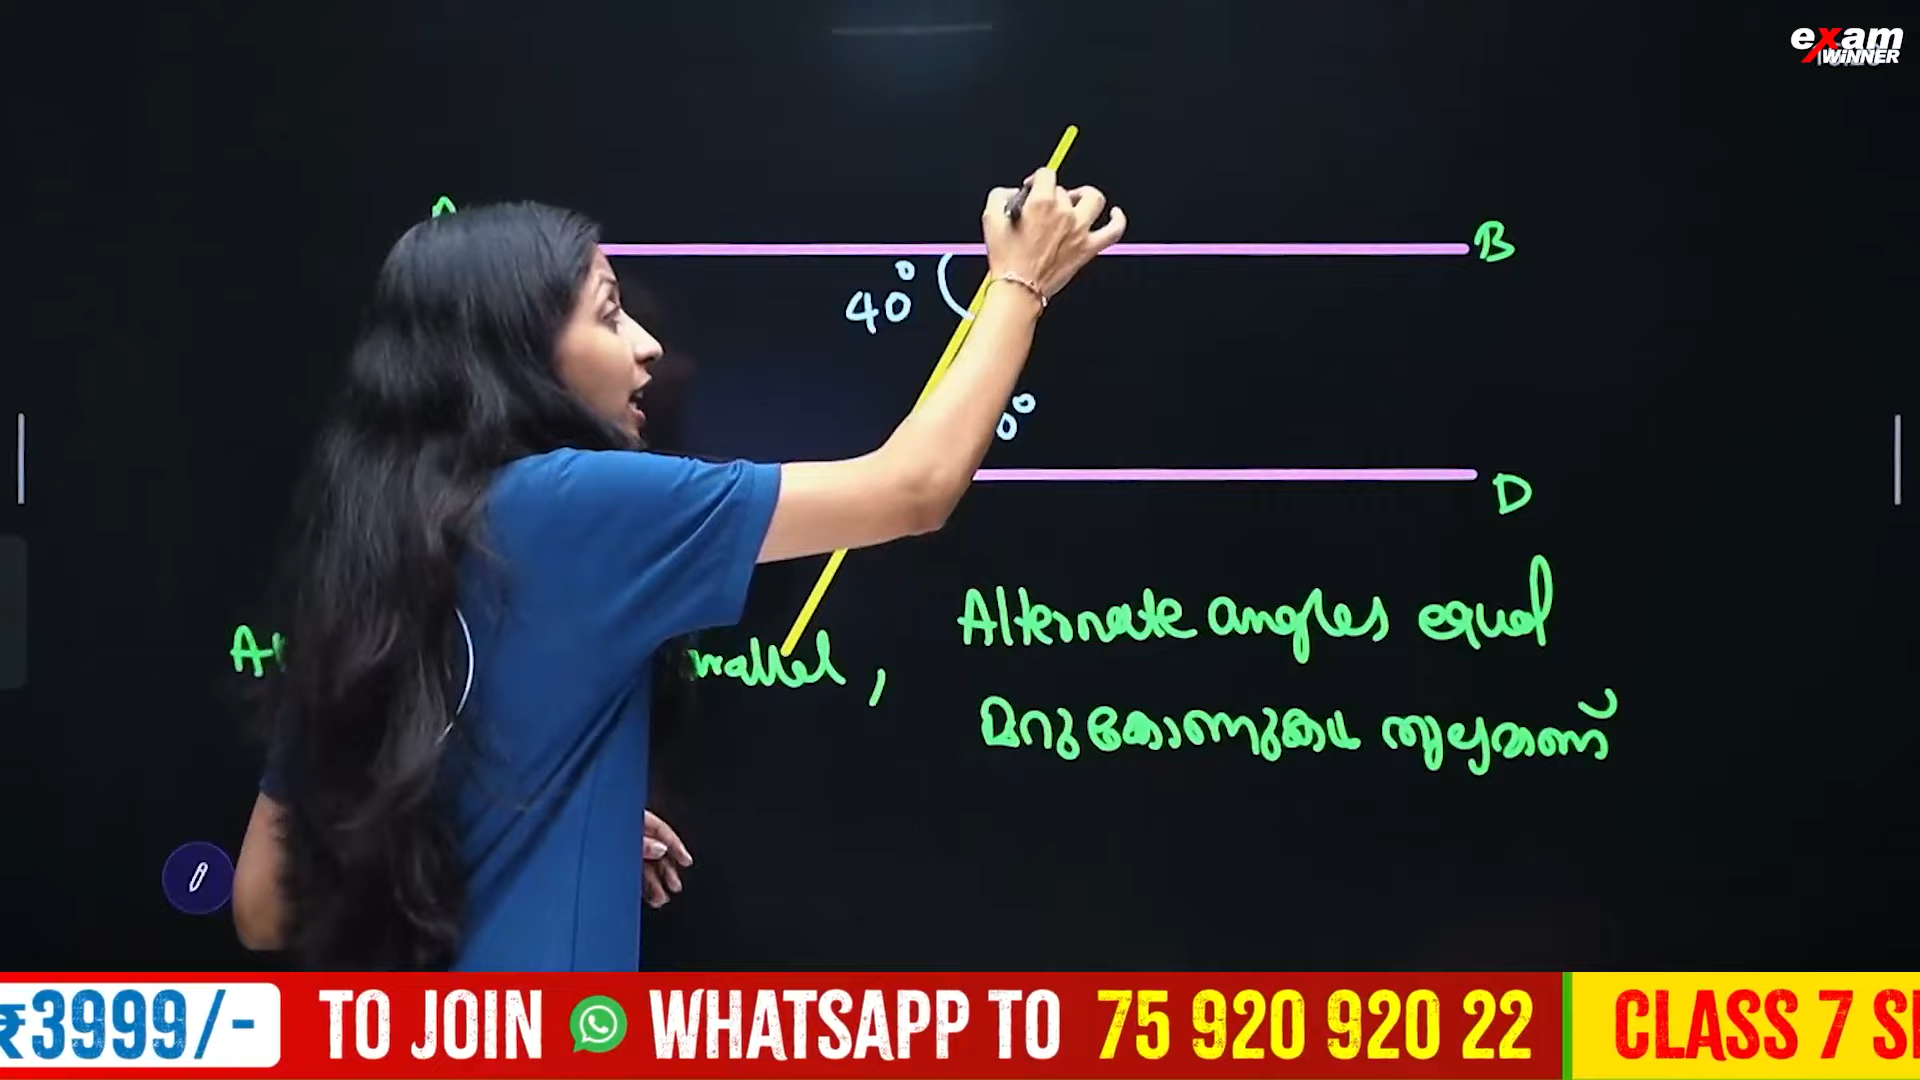 exam
WiNNER
A
B
40°
0°
D
Alternate angles equal
മറുകോണുകൾ തുല്യമാണ്
₹3999/- TO JOIN WHATSAPP TO 75 920 920 22 CLASS 7